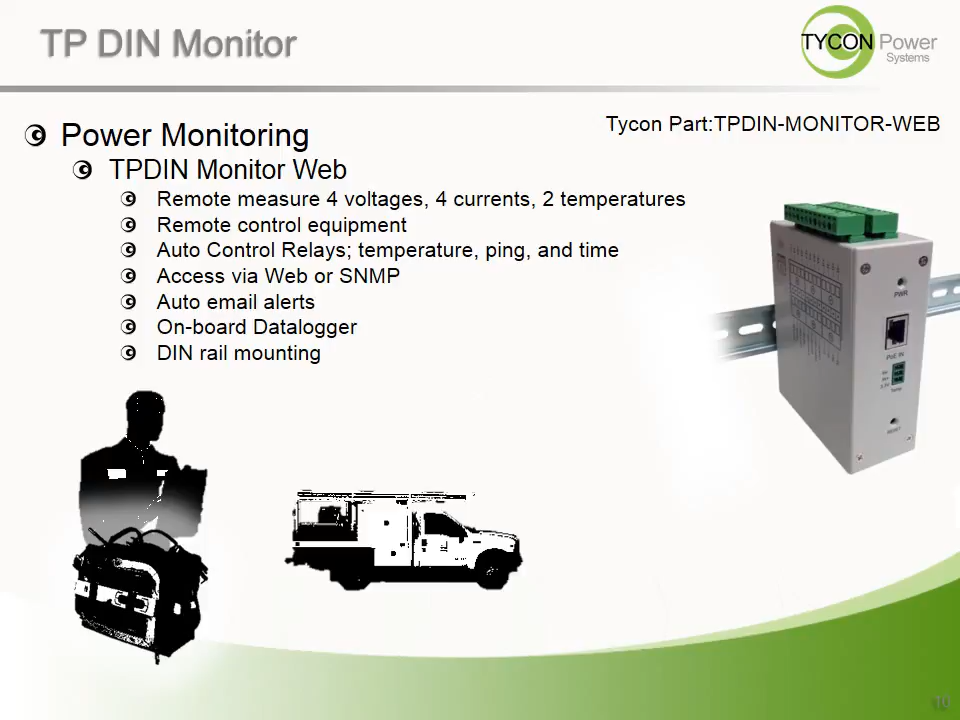 TP DIN Monitor
TYCON Power
Systems
Tycon Part:TPDIN-MONITOR-WEB
Power Monitoring
TPDIN Monitor Web
Remote measure 4 voltages, 4 currents, 2 temperatures
Remote control equipment
Auto Control Relays; temperature, ping, and time
Access via Web or SNMP
Auto email alerts
On-board Datalogger
DIN rail mounting
PWR
PoE IN
Temp
RESET
10